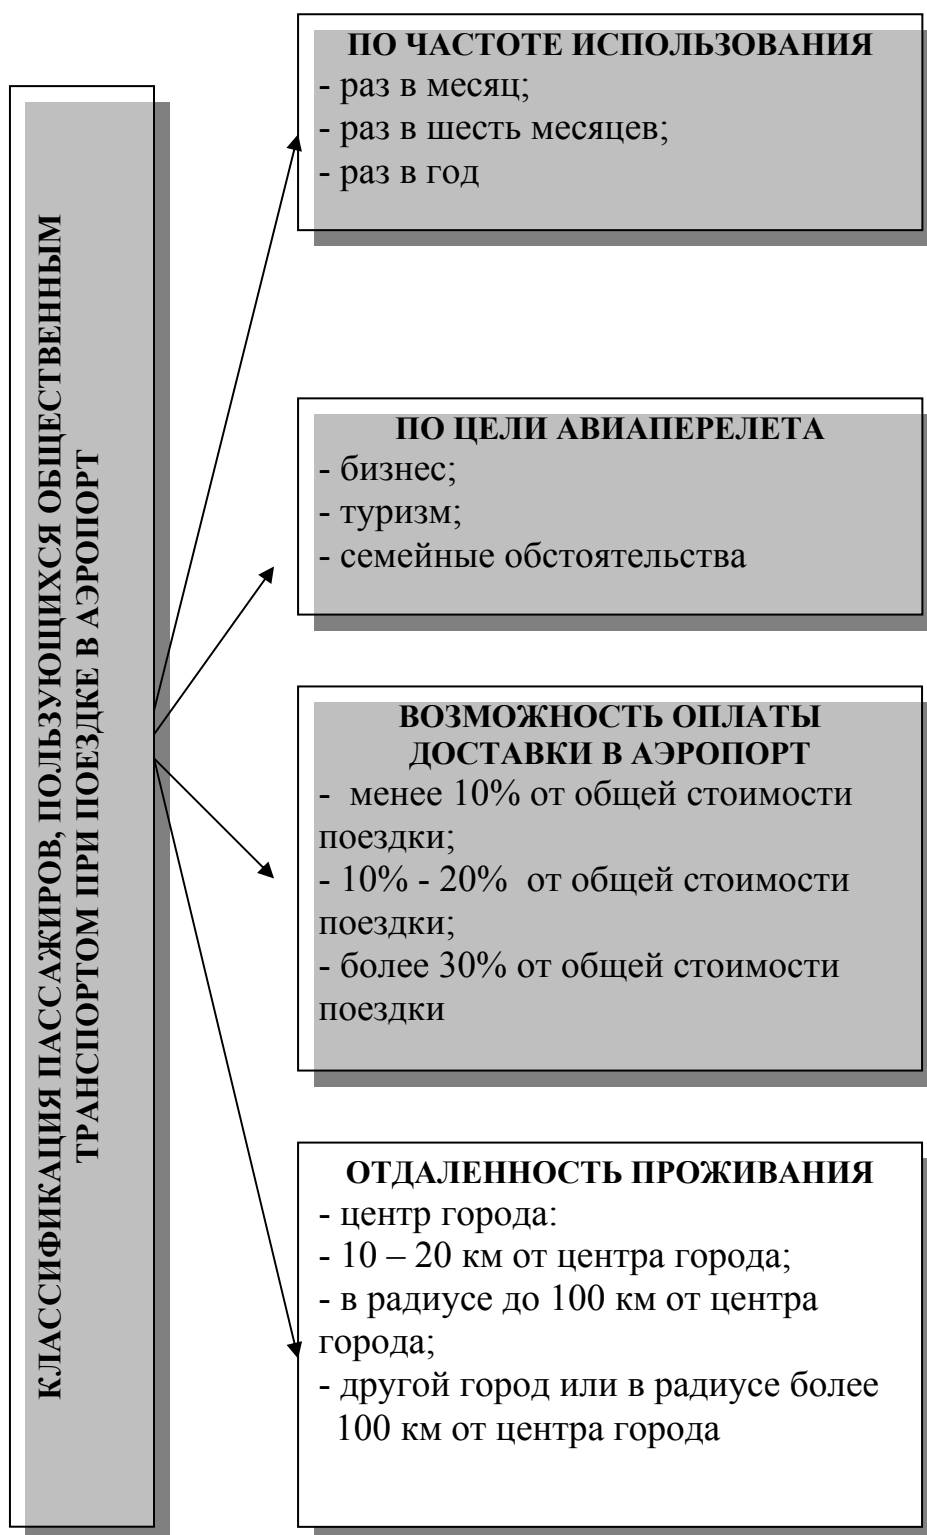 КЛАССИФИКАЦИЯ ПАССАЖИРОВ, ПОЛЬЗУЮЩИХСЯ ОБЩЕСТВЕННЫМ
ТРАНСПОРТОМ ПРИ ПОЕЗДКЕ В АЭРОПОРТ
ПО ЧАСТОТЕ ИСПОЛЬЗОВАНИЯ
- раз в месяц;
- раз в шесть месяцев;
- раз в год
ПО ЦЕЛИ АВИАПЕРЕЛЕТА
- бизнес;
- туризм;
- семейные обстоятельства
ВОЗМОЖНОСТЬ ОПЛАТЫ
ДОСТАВКИ В АЭРОПОРТ
- менее 10% от общей стоимости
поездки;
- 10% - 20% от общей стоимости
поездки;
- более 30% от общей стоимости
поездки
ОТДАЛЕННОСТЬ ПРОЖИВАНИЯ
- центр города:
- 10 – 20 км от центра города;
- в радиусе до 100 км от центра
города;
- другой город или в радиусе более
100 км от центра города